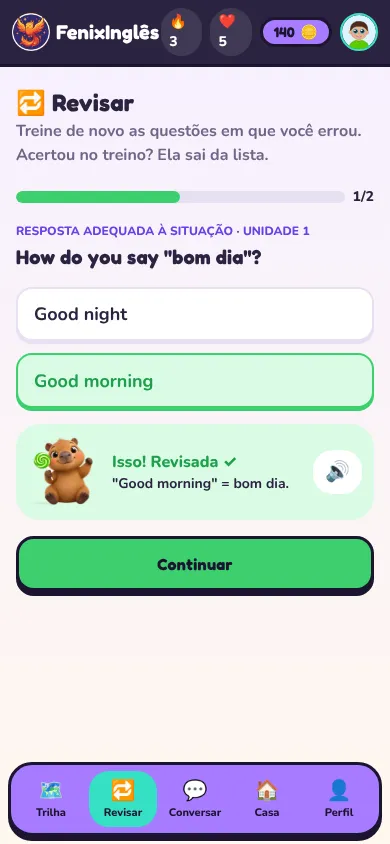 FenixInglês
🔥 3
❤️ 5
140 🪙
🔁 Revisar
Treine de novo as questões em que você errou.
Acertou no treino? Ela sai da lista.
1/2
RESPOSTA ADEQUADA À SITUAÇÃO · UNIDADE 1
How do you say "bom dia"?
Good night
Good morning
Isso! Revisada ✓
"Good morning" = bom dia.
Continuar
Trilha
Revisar
Conversar
Casa
Perfil